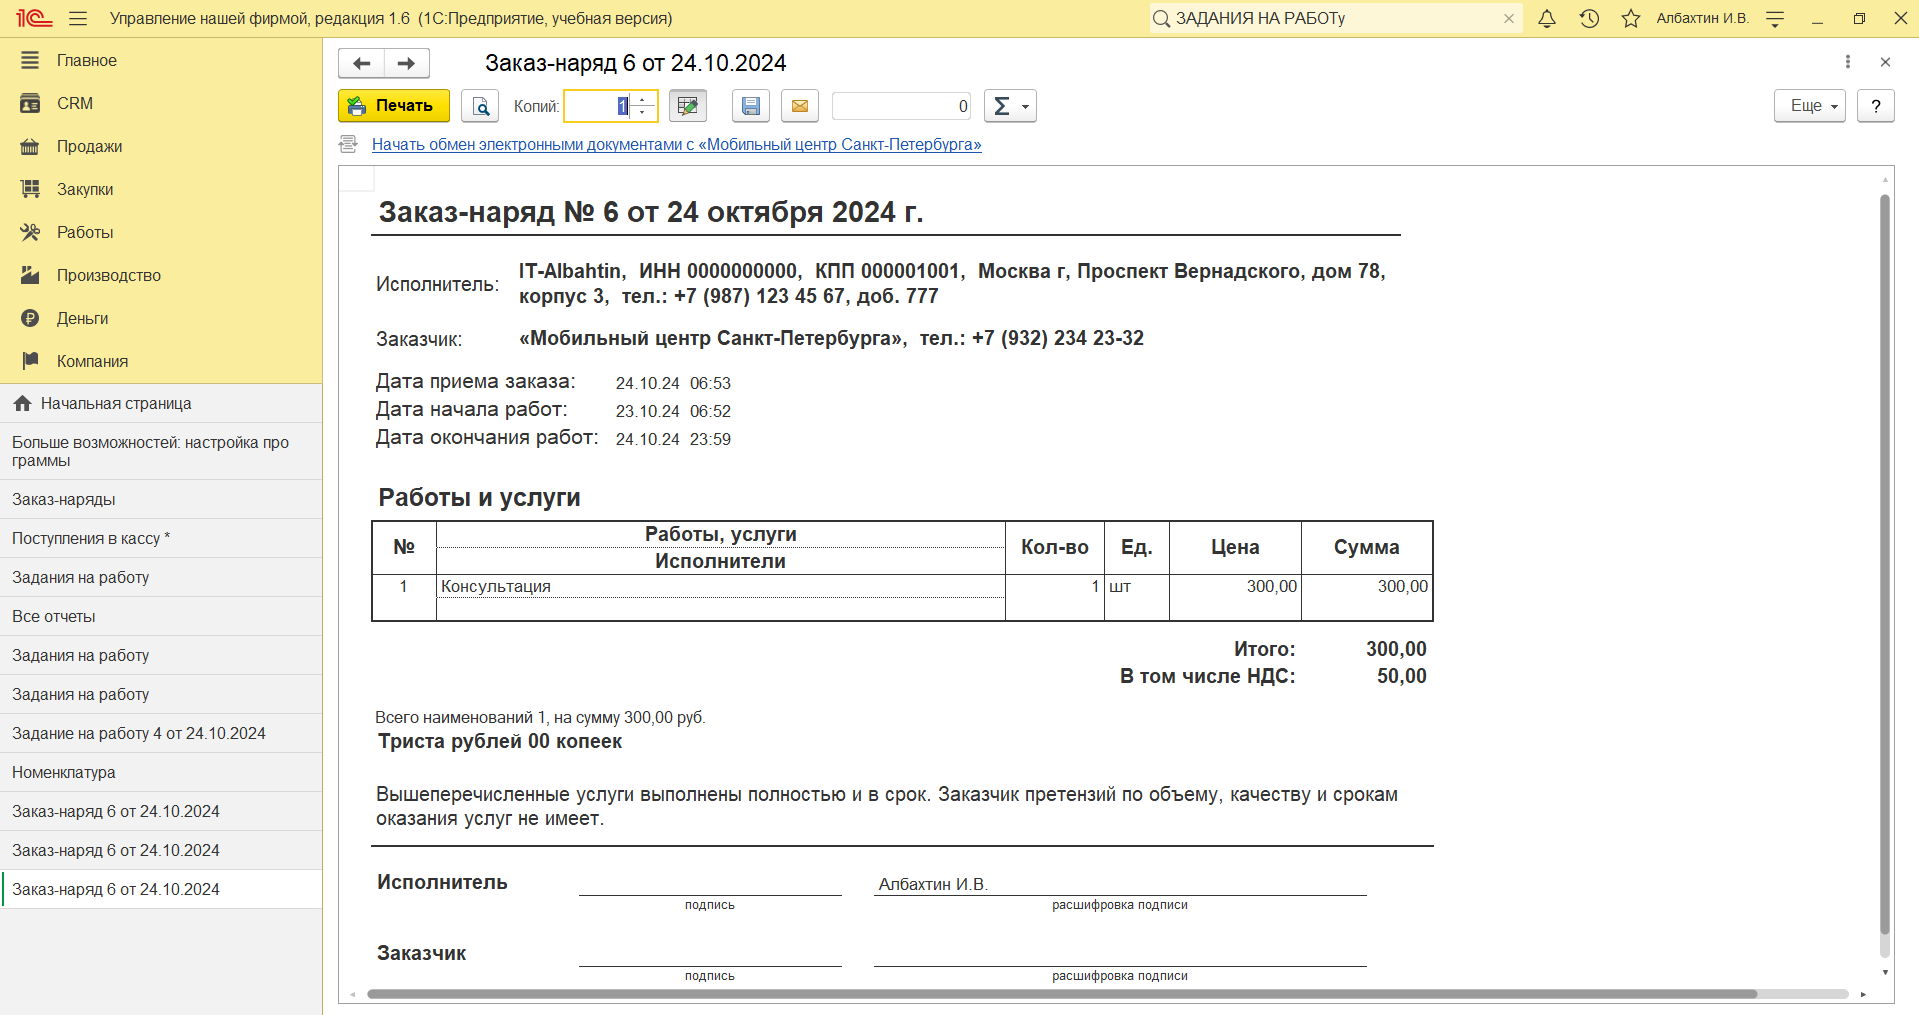 1С Управление нашей фирмой, редакция 1.6 (1С:Предприятие, учебная версия) ЗАДАНИЯ НА РАБОТу Албахтин И.В.
Главное
CRM
Продажи
Закупки
Работы
Производство
Деньги
Компания
Начальная страница
Больше возможностей: настройка про
граммы
Заказ-наряды
Поступления в кассу *
Задания на работу
Все отчеты
Задания на работу
Задания на работу
Задание на работу 4 от 24.10.2024
Номенклатура
Заказ-наряд 6 от 24.10.2024
Заказ-наряд 6 от 24.10.2024
Заказ-наряд 6 от 24.10.2024
Заказ-наряд 6 от 24.10.2024
Печать Копий: 1 0 Σ Еще ?
Начать обмен электронными документами с «Мобильный центр Санкт-Петербурга»
Заказ-наряд № 6 от 24 октября 2024 г.
Исполнитель: IT-Albahtin, ИНН 0000000000, КПП 000001001, Москва г, Проспект Вернадского, дом 78,
корпус 3, тел.: +7 (987) 123 45 67, доб. 777
Заказчик: «Мобильный центр Санкт-Петербурга», тел.: +7 (932) 234 23-32
Дата приема заказа: 24.10.24 06:53
Дата начала работ: 23.10.24 06:52
Дата окончания работ: 24.10.24 23:59
Работы и услуги
№ Работы, услуги Кол-во Ед. Цена Сумма
Исполнители
1 Консультация 1 шт 300,00 300,00
Итого: 300,00
В том числе НДС: 50,00
Всего наименований 1, на сумму 300,00 руб.
Триста рублей 00 копеек
Вышеперечисленные услуги выполнены полностью и в срок. Заказчик претензий по объему, качеству и срокам
оказания услуг не имеет.
Исполнитель Албахтин И.В.
подпись расшифровка подписи
Заказчик
подпись расшифровка подписи